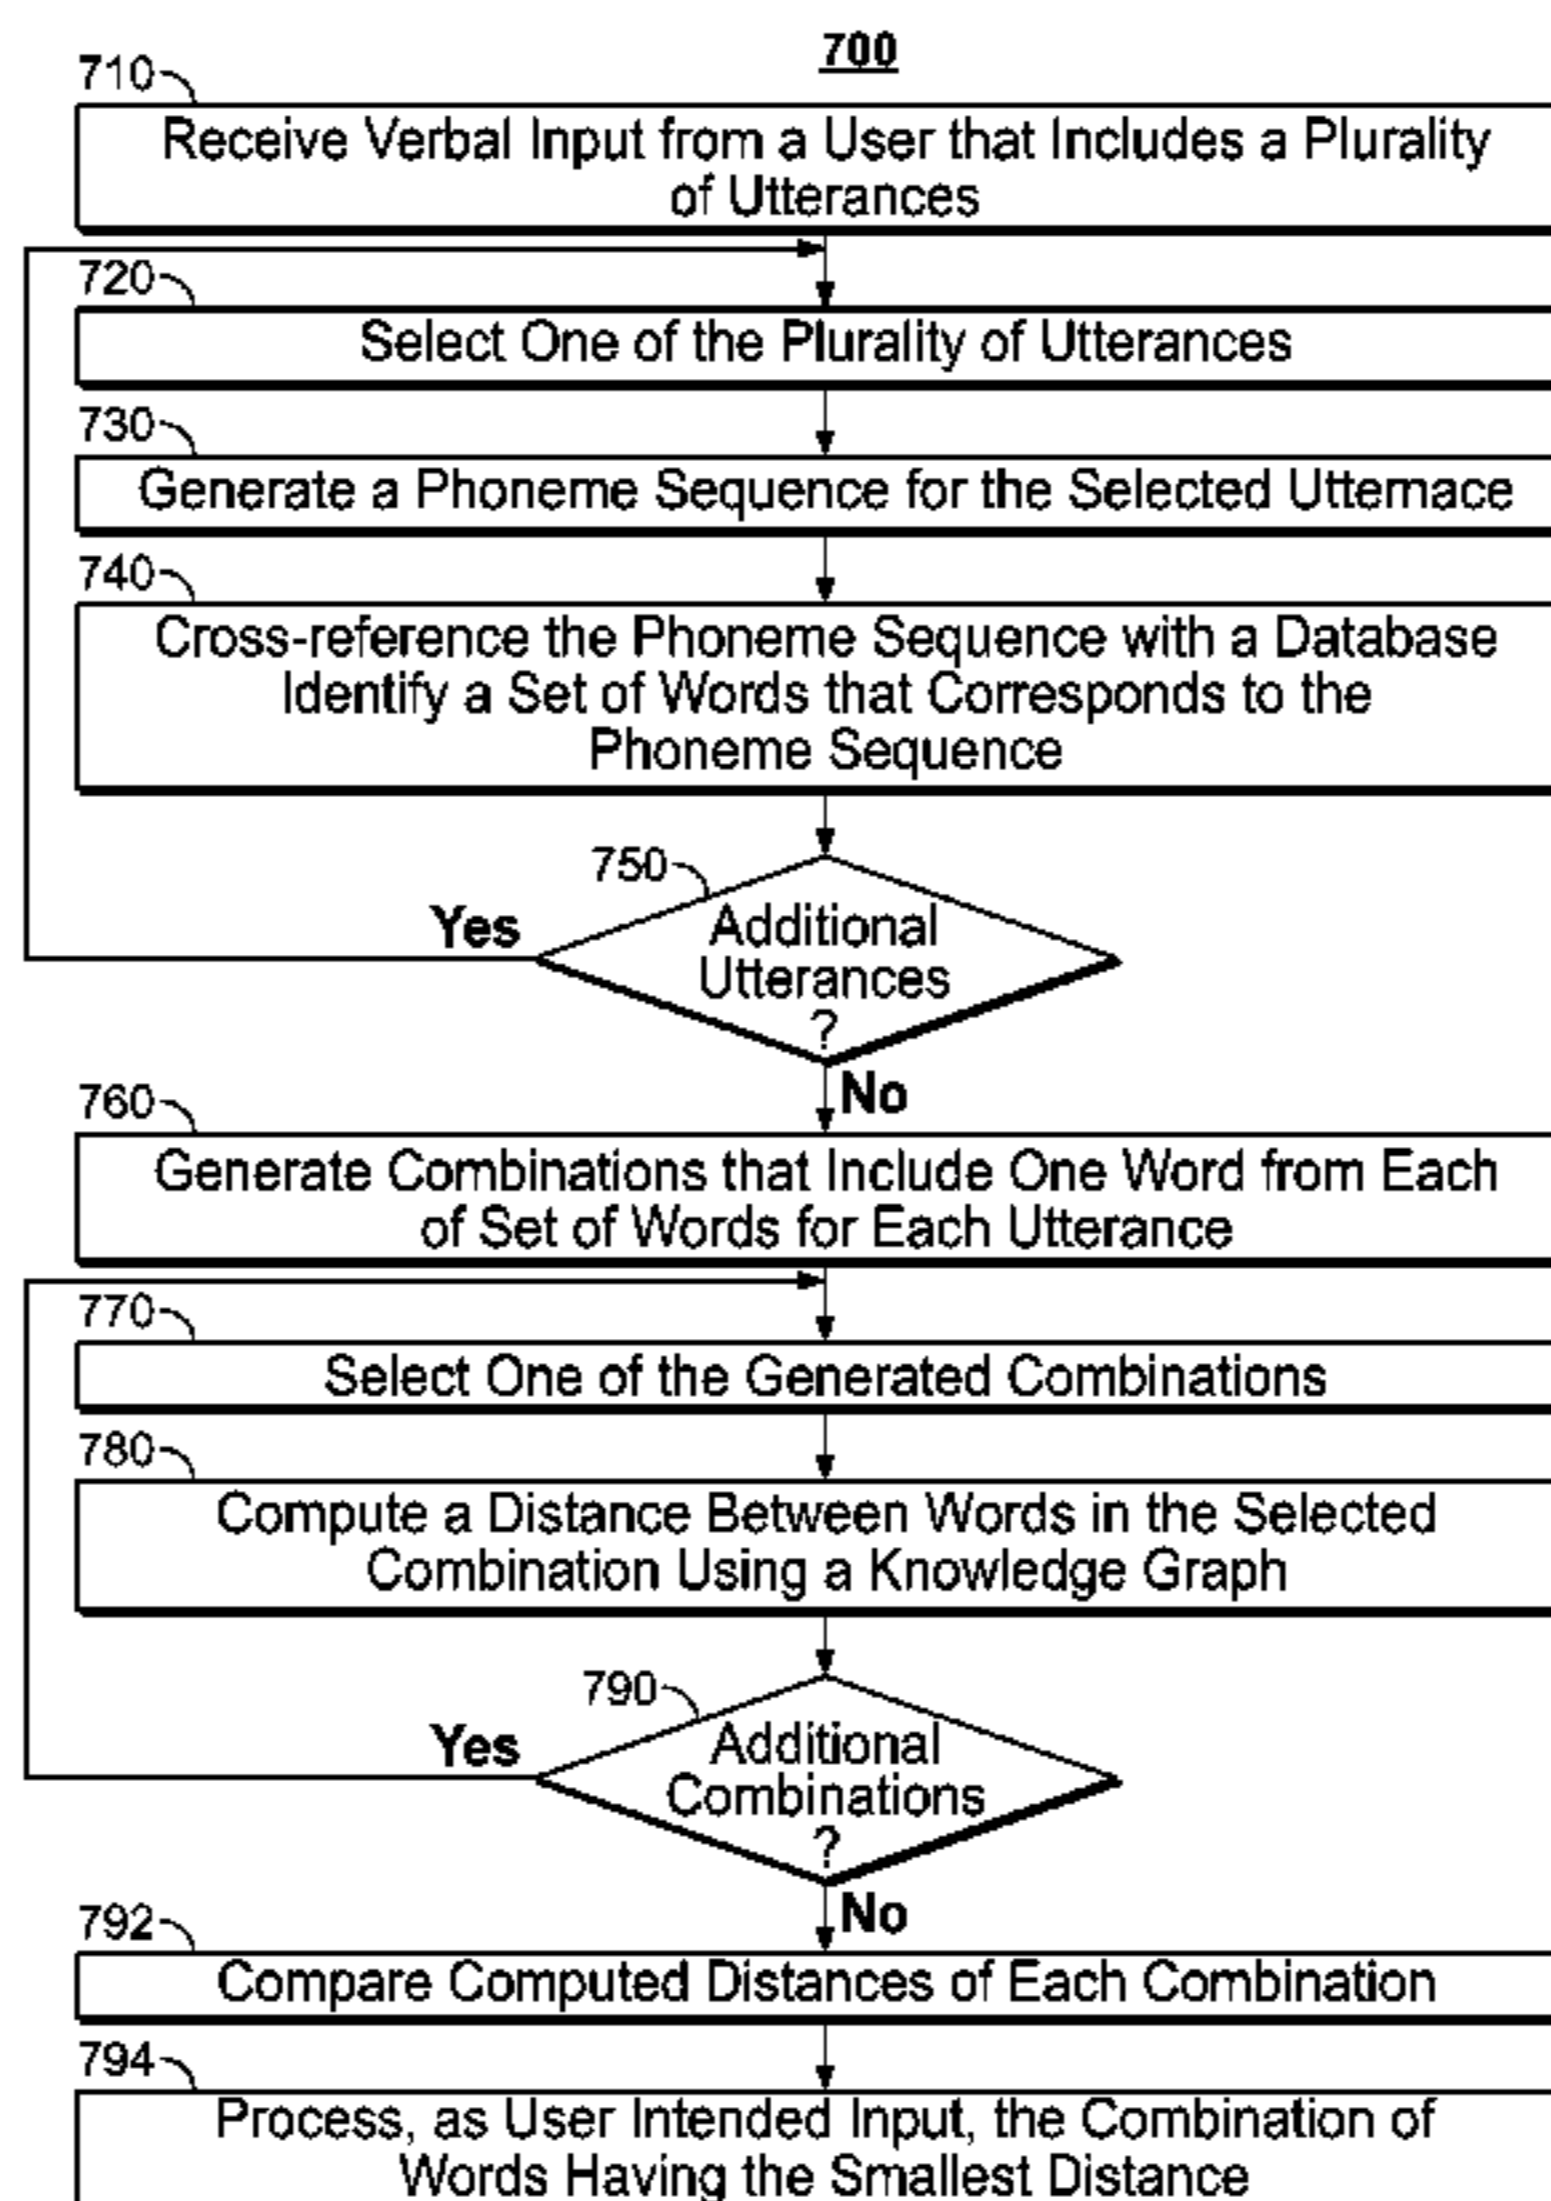 700
710
Receive Verbal Input from a User that Includes a Plurality
of Utterances
720
Select One of the Plurality of Utterances
730
Generate a Phoneme Sequence for the Selected Utternace
740
Cross-reference the Phoneme Sequence with a Database
Identify a Set of Words that Corresponds to the
Phoneme Sequence
750
Yes
Additional
Utterances
?
No
760
Generate Combinations that Include One Word from Each
of Set of Words for Each Utterance
770
Select One of the Generated Combinations
780
Compute a Distance Between Words in the Selected
Combination Using a Knowledge Graph
790
Yes
Additional
Combinations
?
No
792
Compare Computed Distances of Each Combination
794
Process, as User Intended Input, the Combination of
Words Having the Smallest Distance